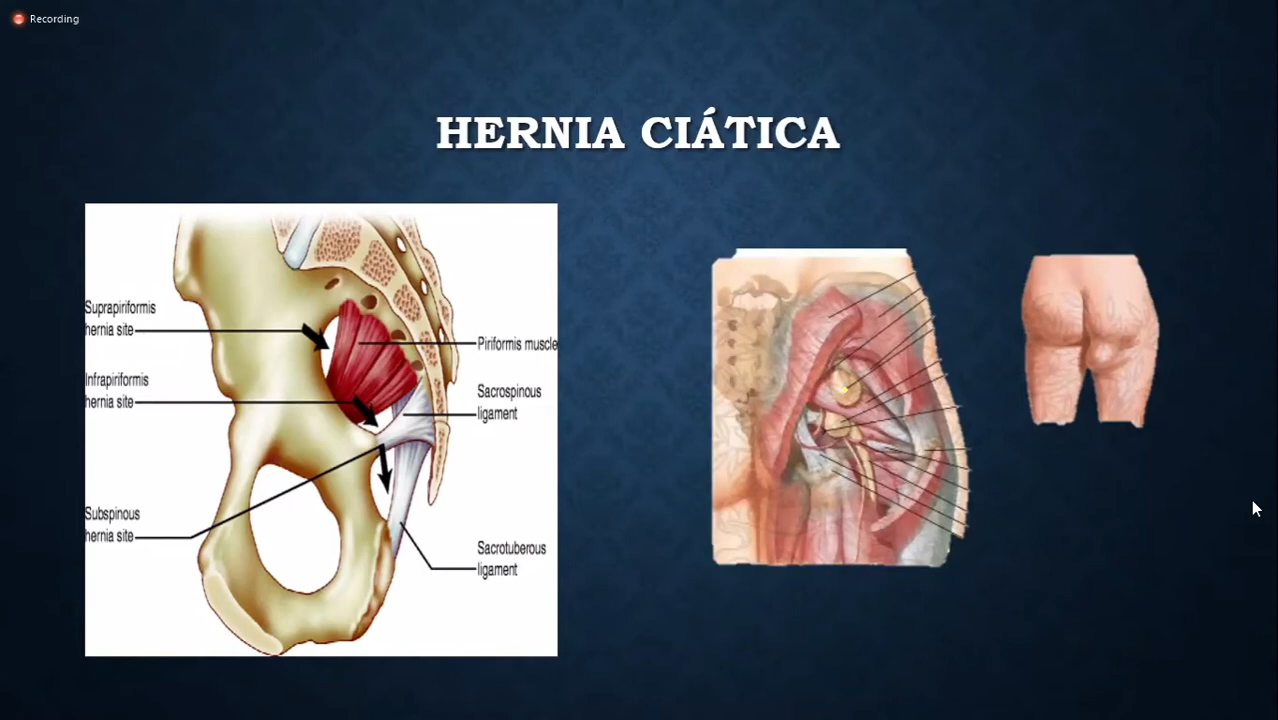 Recording
HERNIA CIÁTICA
Suprapiriformis
hernia site
Infrapiriformis
hernia site
Subspinous
hernia site
Piriformis muscle
Sacrospinous
ligament
Sacrotuberous
ligament